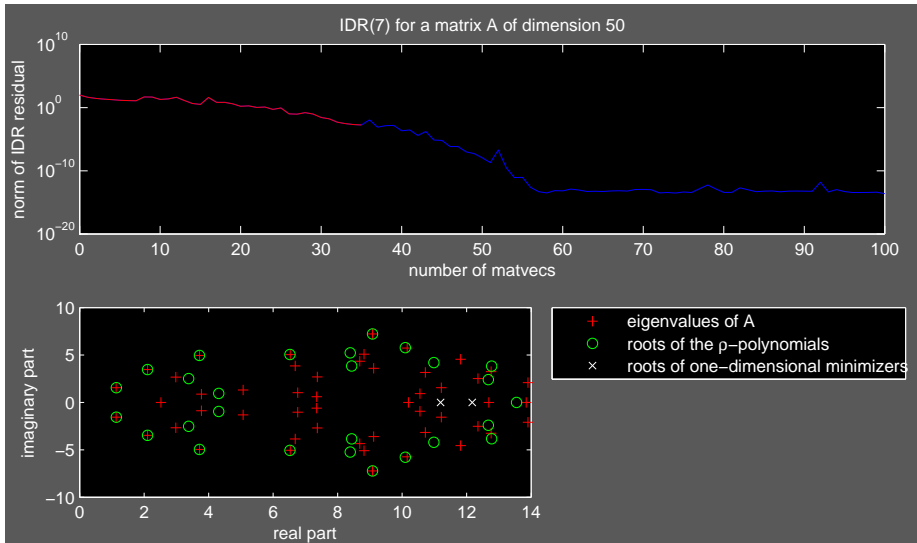 IDR(7) for a matrix A of dimension 50
norm of IDR residual
10^10
10^0
10^−10
10^−20
0 10 20 30 40 50 60 70 80 90 100
number of matvecs
imaginary part
10
5
0
−5
−10
0 2 4 6 8 10 12 14
real part
eigenvalues of A
roots of the ρ−polynomials
roots of one−dimensional minimizers